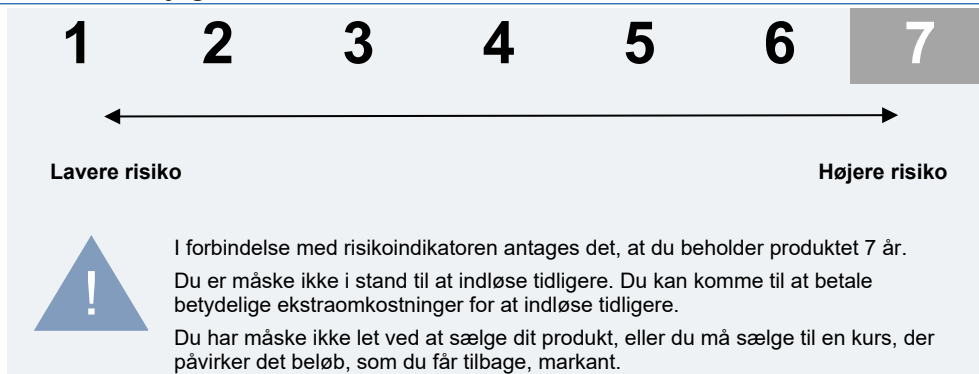 1 2 3 4 5 6 7
Lavere risiko Højere risiko
!
I forbindelse med risikoindikatoren antages det, at du beholder produktet 7 år.
Du er måske ikke i stand til at indløse tidligere. Du kan komme til at betale
betydelige ekstraomkostninger for at indløse tidligere.
Du har måske ikke let ved at sælge dit produkt, eller du må sælge til en kurs, der
påvirker det beløb, som du får tilbage, markant.